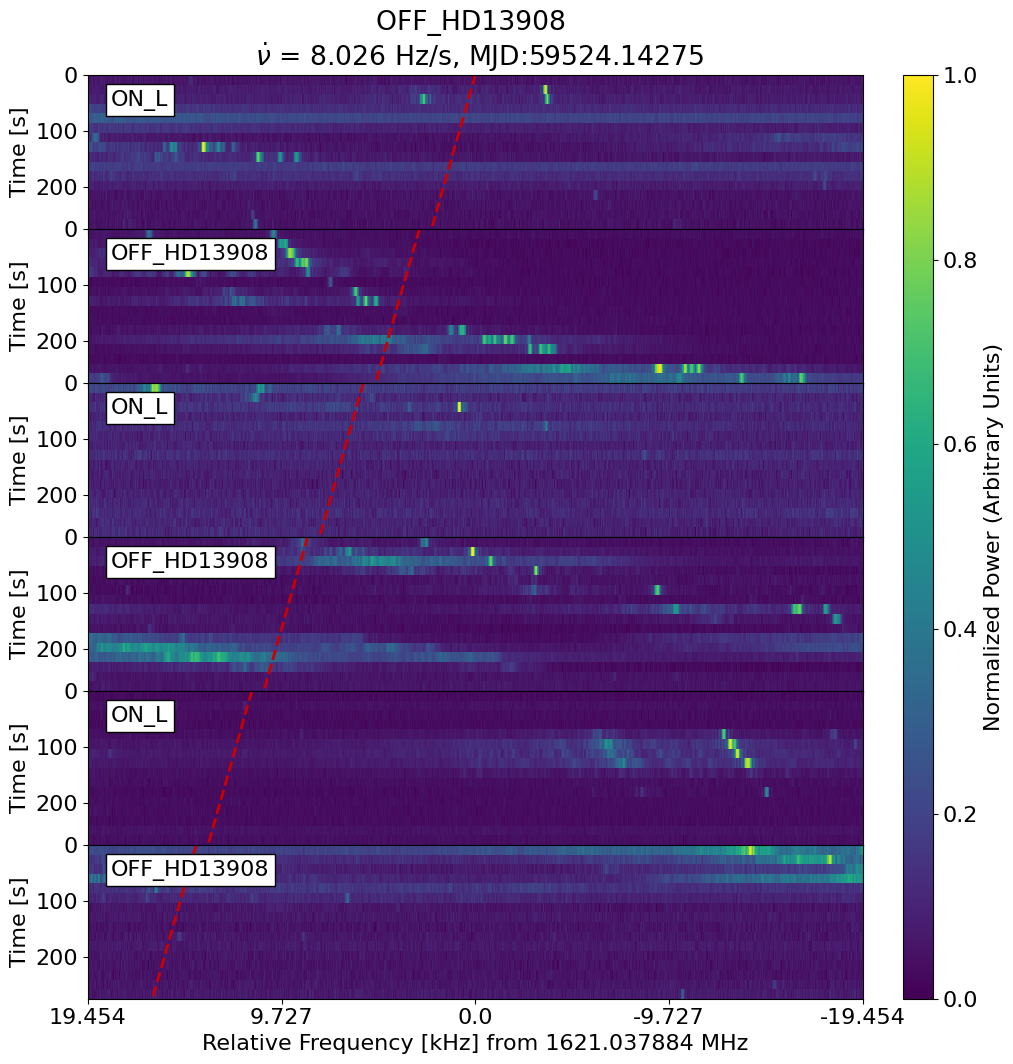 OFF_HD13908
ν̇ = 8.026 Hz/s, MJD:59524.14275
0
ON_L
100
200
Time [s]
0
OFF_HD13908
100
200
Time [s]
0
ON_L
100
200
Time [s]
0
OFF_HD13908
100
200
Time [s]
0
ON_L
100
200
Time [s]
0
OFF_HD13908
100
200
Time [s]
19.454 9.727 0.0 -9.727 -19.454
Relative Frequency [kHz] from 1621.037884 MHz
1.0
0.8
0.6
0.4
0.2
0.0
Normalized Power (Arbitrary Units)